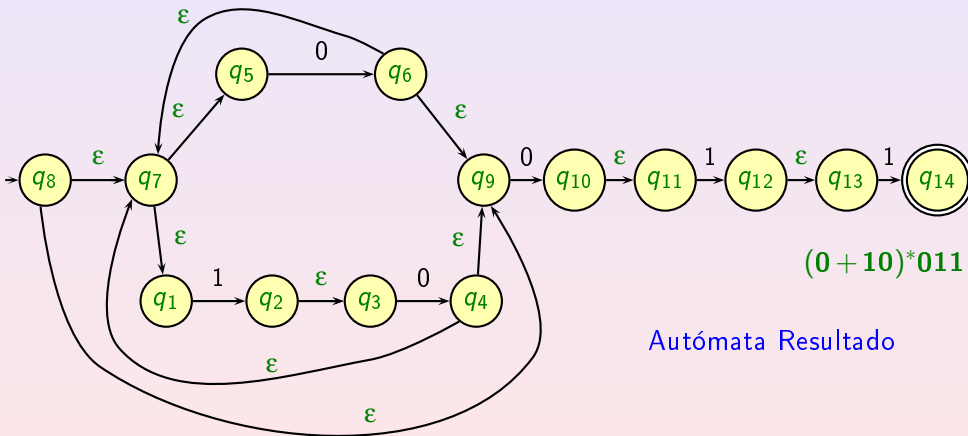 ε
0
q5 q6
ε ε
q8 ε q7 q9 0 q10 ε q11 1 q12 ε q13 1 q14
ε ε
(0 + 10)*011
q1 1 q2 ε q3 0 q4
Autómata Resultado
ε
ε